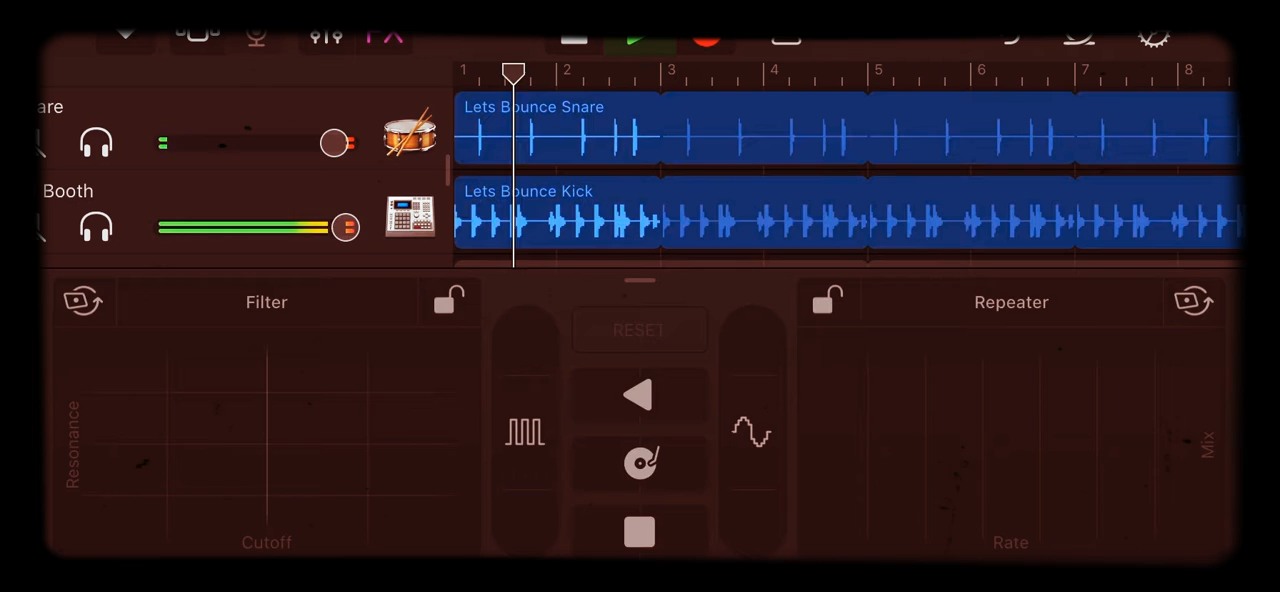 FX
1 2 3 4 5 6 7 8
are
Lets Bounce Snare
Booth
Lets Bounce Kick
Filter
Repeater
RESET
Resonance
Mix
Cutoff
Rate